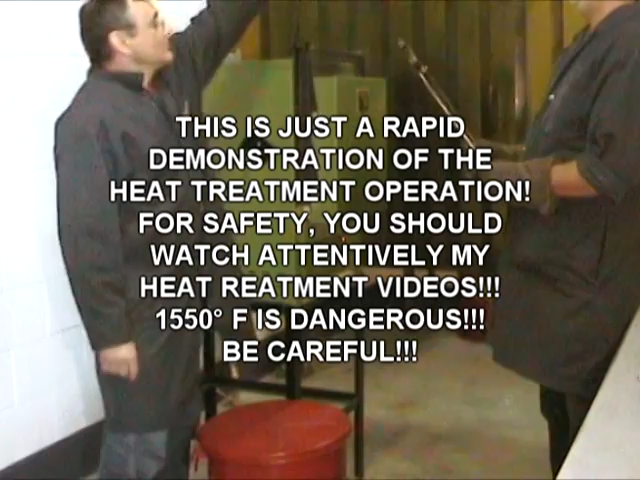 THIS IS JUST A RAPID
DEMONSTRATION OF THE
HEAT TREATMENT OPERATION!
FOR SAFETY, YOU SHOULD
WATCH ATTENTIVELY MY
HEAT REATMENT VIDEOS!!!
1550° F IS DANGEROUS!!!
BE CAREFUL!!!